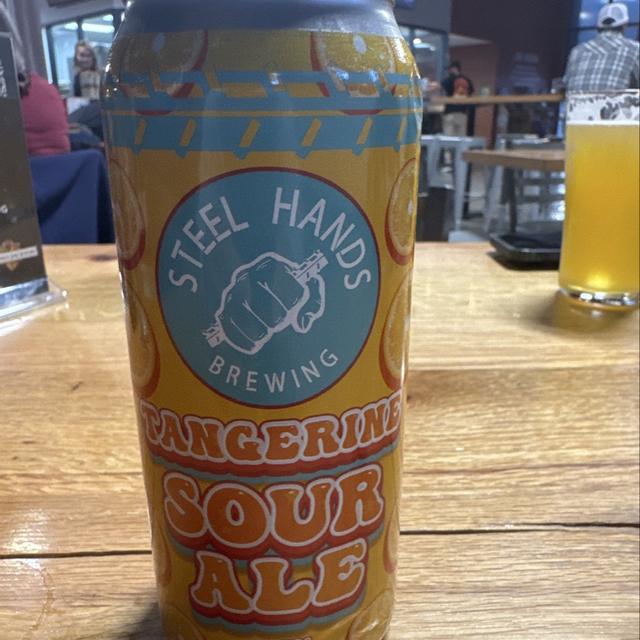 STEEL HANDS
BREWING
TANGERINE
SOUR
ALE